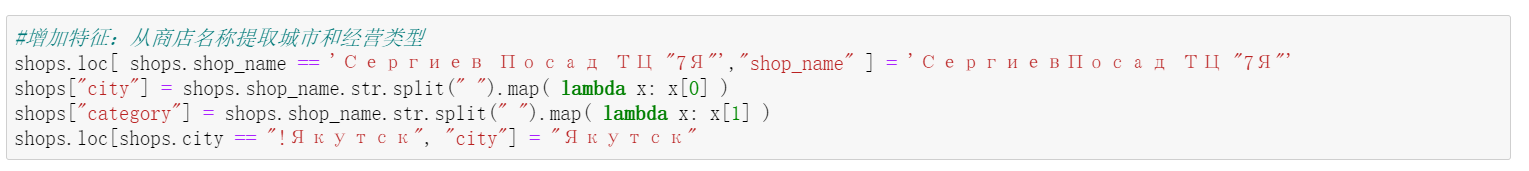 #增加特征：从商店名称提取城市和经营类型
shops.loc[ shops.shop_name == 'Сергиев Посад ТЦ "7Я"',"shop_name" ] = 'СергиевПосад ТЦ "7Я"'
shops["city"] = shops.shop_name.str.split(" ").map( lambda x: x[0] )
shops["category"] = shops.shop_name.str.split(" ").map( lambda x: x[1] )
shops.loc[shops.city == "!Якутск", "city"] = "Якутск"